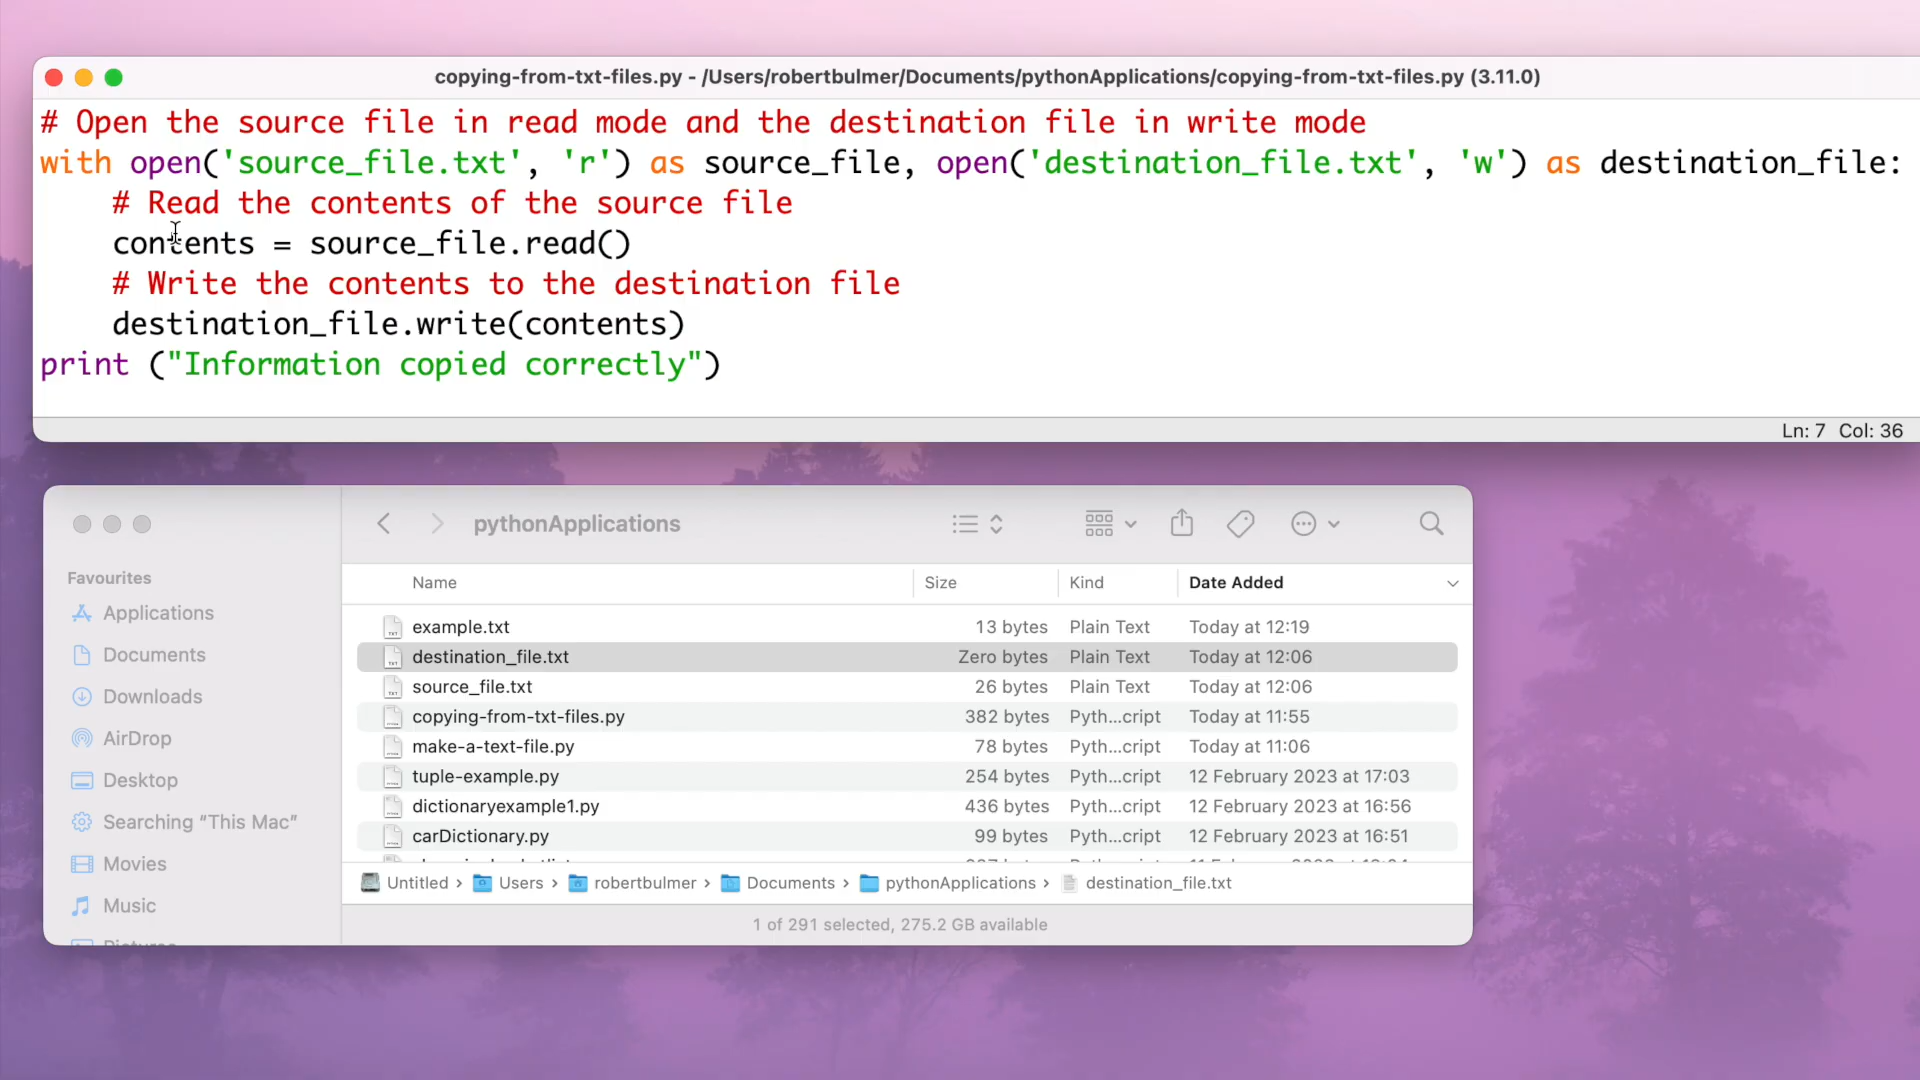 copying-from-txt-files.py - /Users/robertbulmer/Documents/pythonApplications/copying-from-txt-files.py (3.11.0)
# Open the source file in read mode and the destination file in write mode
with open('source_file.txt', 'r') as source_file, open('destination_file.txt', 'w') as destination_file:
    # Read the contents of the source file
    contents = source_file.read()
    # Write the contents to the destination file
    destination_file.write(contents)
print ("Information copied correctly")
Ln: 7 Col: 36
pythonApplications
Favourites
Applications
Documents
Downloads
AirDrop
Desktop
Searching “This Mac”
Movies
Music
Name Size Kind Date Added
example.txt 13 bytes Plain Text Today at 12:19
destination_file.txt Zero bytes Plain Text Today at 12:06
source_file.txt 26 bytes Plain Text Today at 12:06
copying-from-txt-files.py 382 bytes Pyth...cript Today at 11:55
make-a-text-file.py 78 bytes Pyth...cript Today at 11:06
tuple-example.py 254 bytes Pyth...cript 12 February 2023 at 17:03
dictionaryexample1.py 436 bytes Pyth...cript 12 February 2023 at 16:56
carDictionary.py 99 bytes Pyth...cript 12 February 2023 at 16:51
Untitled › Users › robertbulmer › Documents › pythonApplications › destination_file.txt
1 of 291 selected, 275.2 GB available